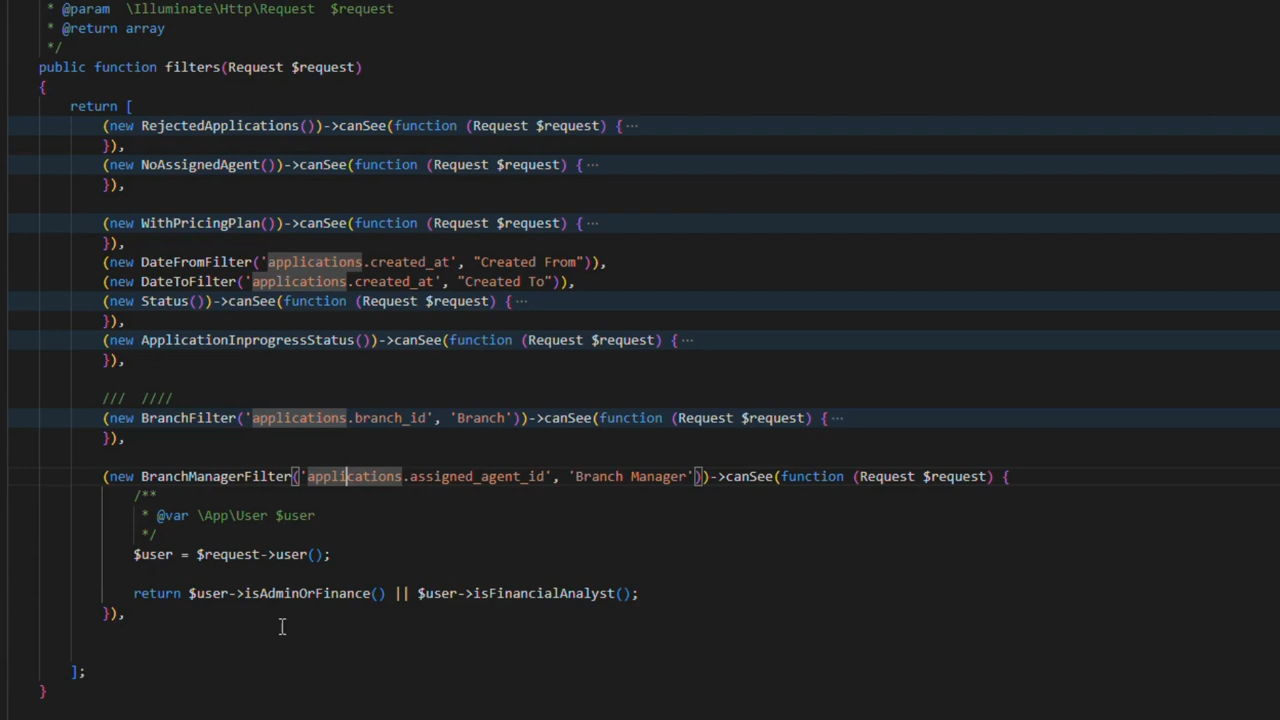 * @param  \Illuminate\Http\Request  $request
* @return array
*/
public function filters(Request $request)
{
return [
(new RejectedApplications())->canSee(function (Request $request) { ···
}),
(new NoAssignedAgent())->canSee(function (Request $request) { ···
}),
(new WithPricingPlan())->canSee(function (Request $request) { ···
}),
(new DateFromFilter('applications.created_at', "Created From")),
(new DateToFilter('applications.created_at', "Created To")),
(new Status())->canSee(function (Request $request) { ···
}),
(new ApplicationInprogressStatus())->canSee(function (Request $request) { ···
}),
/// ////
(new BranchFilter('applications.branch_id', 'Branch'))->canSee(function (Request $request) { ···
}),
(new BranchManagerFilter('applications.assigned_agent_id', 'Branch Manager'))->canSee(function (Request $request) {
/**
* @var \App\User $user
*/
$user = $request->user();
return $user->isAdminOrFinance() || $user->isFinancialAnalyst();
}),
];
}